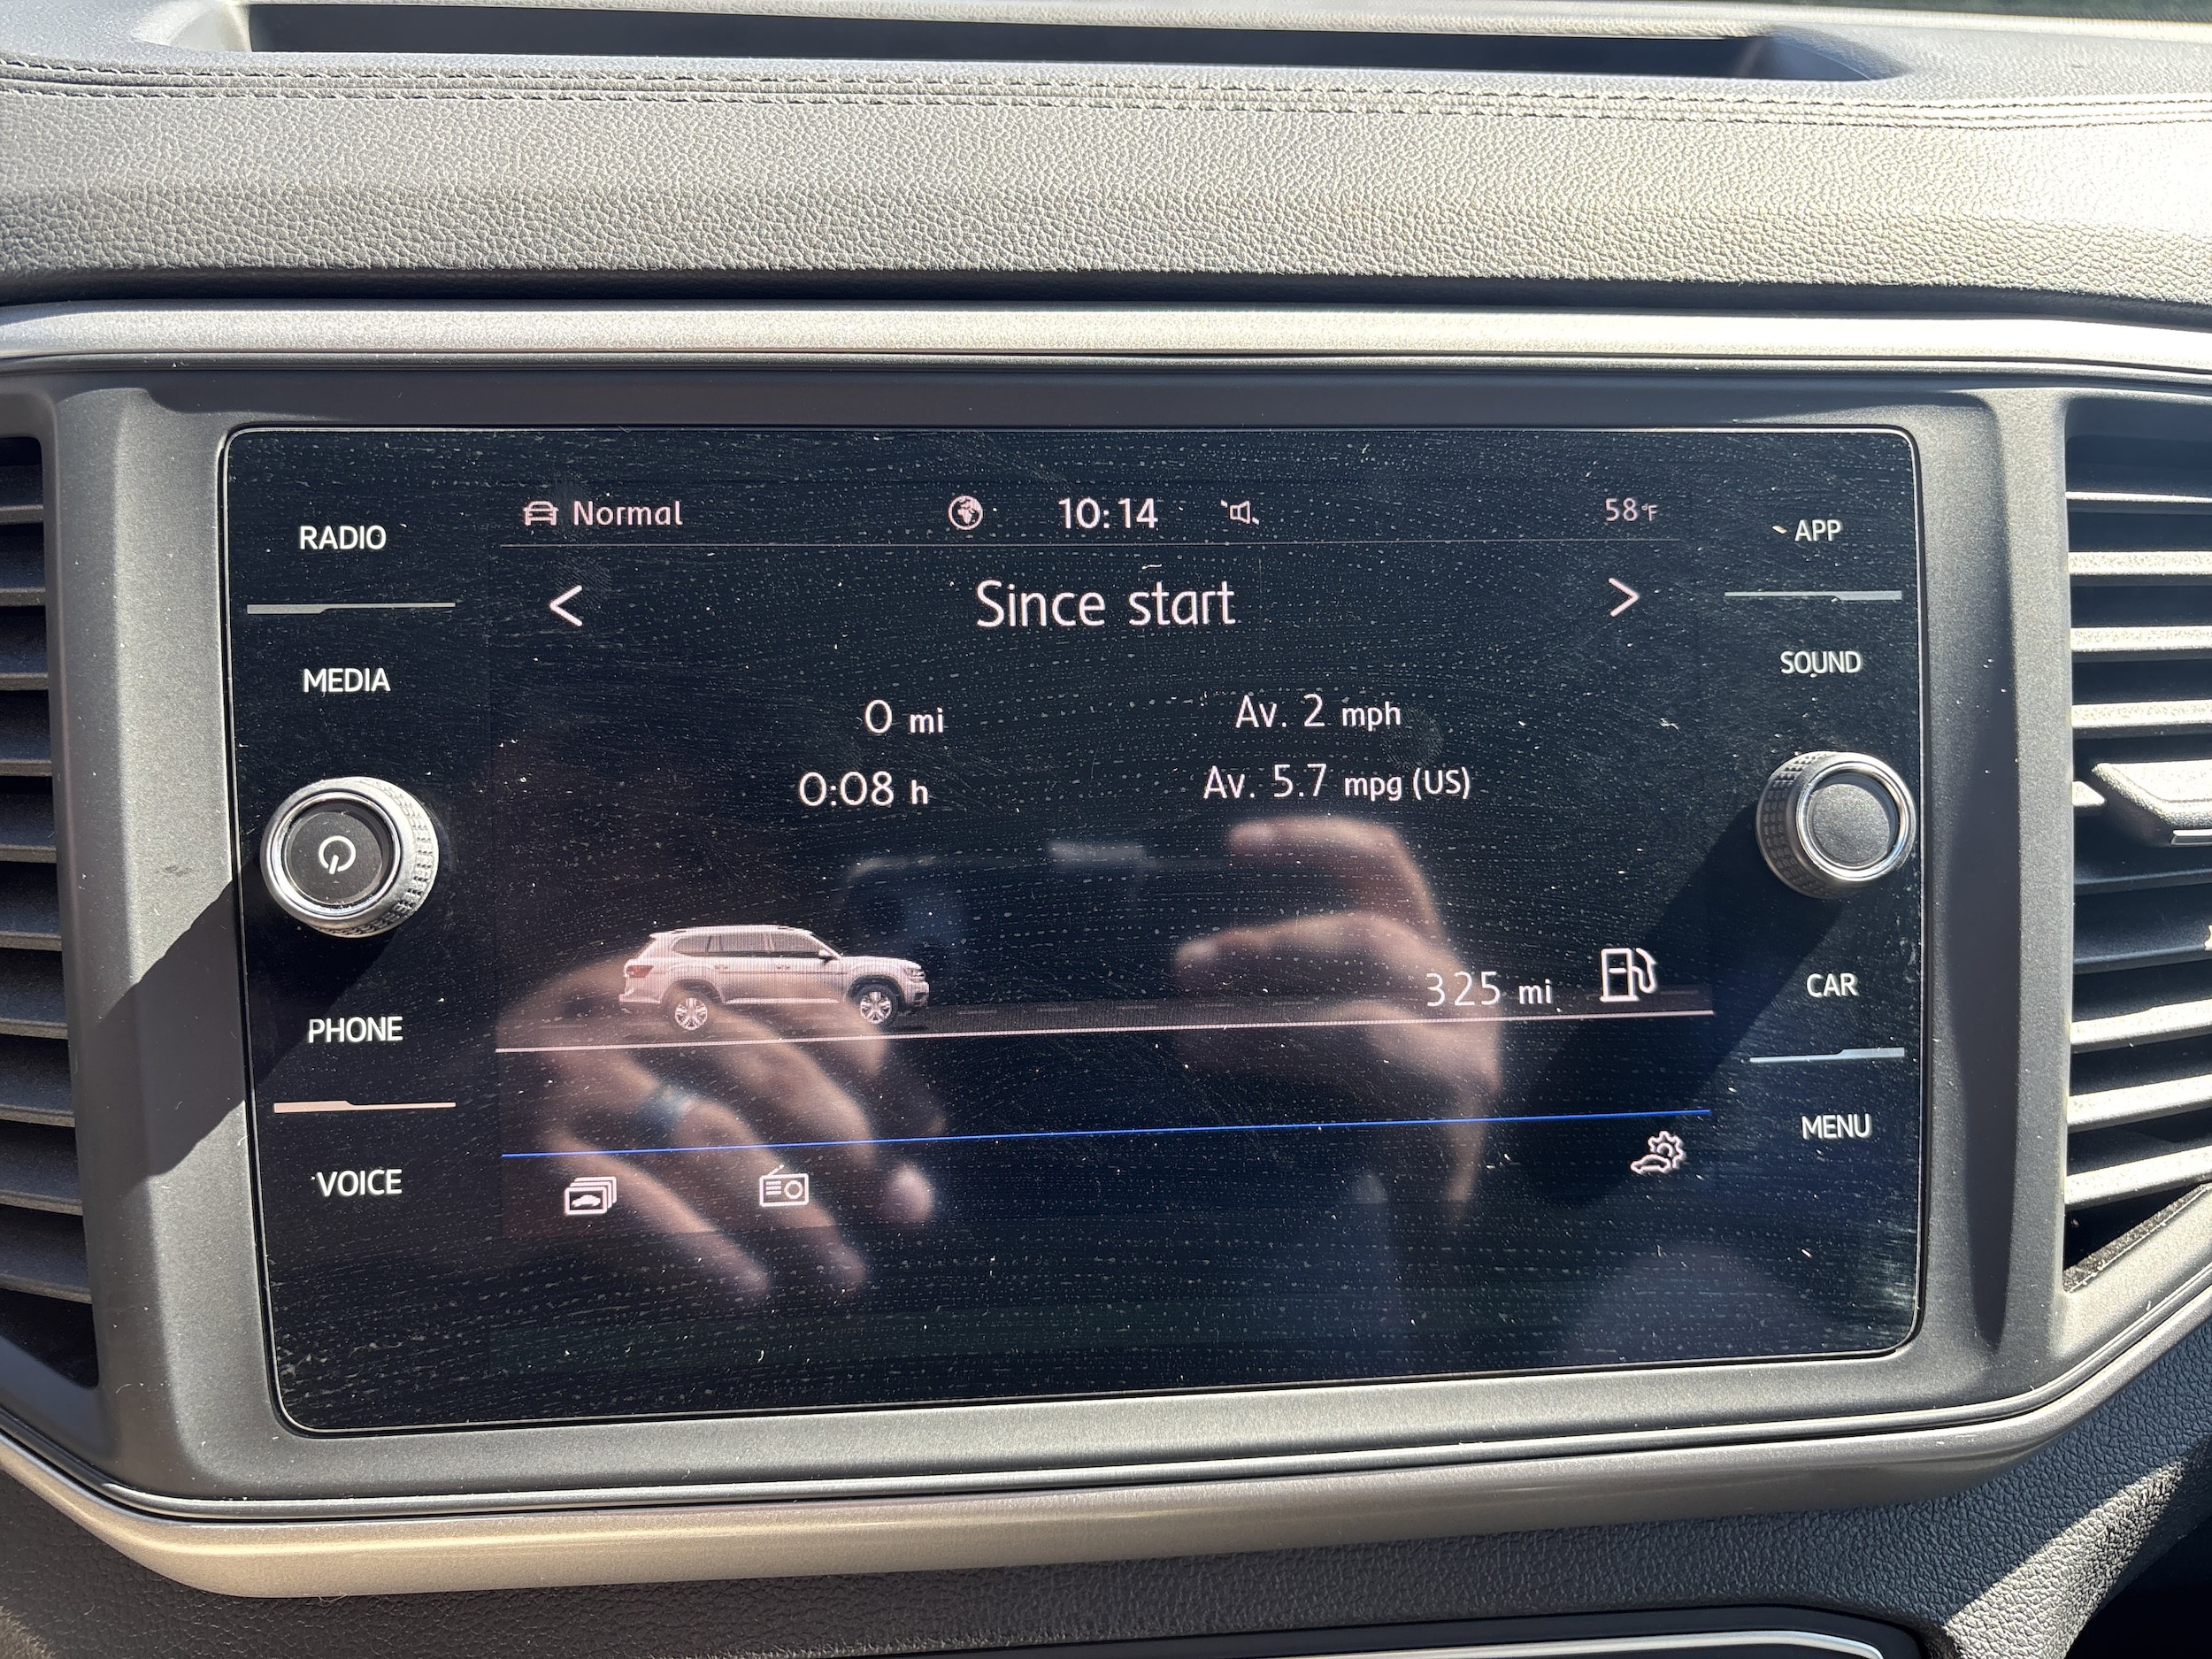 Normal 10:14 58°F
Since start
0 mi Av. 2 mph
0:08 h Av. 5.7 mpg (US)
325 mi
RADIO
MEDIA
PHONE
VOICE
APP
SOUND
CAR
MENU